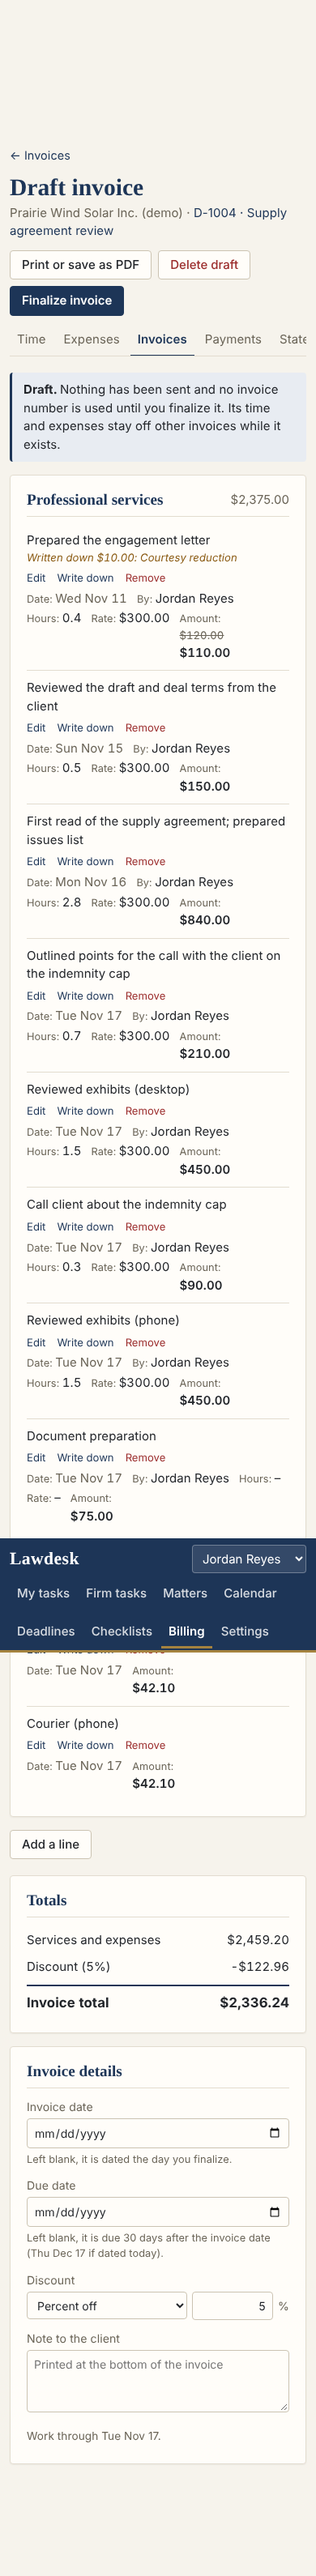 ← Invoices
Draft invoice
Prairie Wind Solar Inc. (demo) · D-1004 · Supply
agreement review
Print or save as PDF
Delete draft
Finalize invoice
Time Expenses Invoices Payments State
Draft. Nothing has been sent and no invoice
number is used until you finalize it. Its time
and expenses stay off other invoices while it
exists.
Professional services $2,375.00
Prepared the engagement letter
Written down $10.00: Courtesy reduction
Edit Write down Remove
Date: Wed Nov 11 By: Jordan Reyes
Hours: 0.4 Rate: $300.00 Amount:
$120.00
$110.00
Reviewed the draft and deal terms from the
client
Edit Write down Remove
Date: Sun Nov 15 By: Jordan Reyes
Hours: 0.5 Rate: $300.00 Amount:
$150.00
First read of the supply agreement; prepared
issues list
Edit Write down Remove
Date: Mon Nov 16 By: Jordan Reyes
Hours: 2.8 Rate: $300.00 Amount:
$840.00
Outlined points for the call with the client on
the indemnity cap
Edit Write down Remove
Date: Tue Nov 17 By: Jordan Reyes
Hours: 0.7 Rate: $300.00 Amount:
$210.00
Reviewed exhibits (desktop)
Edit Write down Remove
Date: Tue Nov 17 By: Jordan Reyes
Hours: 1.5 Rate: $300.00 Amount:
$450.00
Call client about the indemnity cap
Edit Write down Remove
Date: Tue Nov 17 By: Jordan Reyes
Hours: 0.3 Rate: $300.00 Amount:
$90.00
Reviewed exhibits (phone)
Edit Write down Remove
Date: Tue Nov 17 By: Jordan Reyes
Hours: 1.5 Rate: $300.00 Amount:
$450.00
Document preparation
Edit Write down Remove
Date: Tue Nov 17 By: Jordan Reyes Hours: –
Rate: – Amount:
$75.00
Lawdesk Jordan Reyes
My tasks Firm tasks Matters Calendar
Deadlines Checklists Billing Settings
Date: Tue Nov 17 Amount:
$42.10
Courier (phone)
Edit Write down Remove
Date: Tue Nov 17 Amount:
$42.10
Add a line
Totals
Services and expenses $2,459.20
Discount (5%) -$122.96
Invoice total $2,336.24
Invoice details
Invoice date
mm/dd/yyyy
Left blank, it is dated the day you finalize.
Due date
mm/dd/yyyy
Left blank, it is due 30 days after the invoice date
(Thu Dec 17 if dated today).
Discount
Percent off 5 %
Note to the client
Printed at the bottom of the invoice
Work through Tue Nov 17.